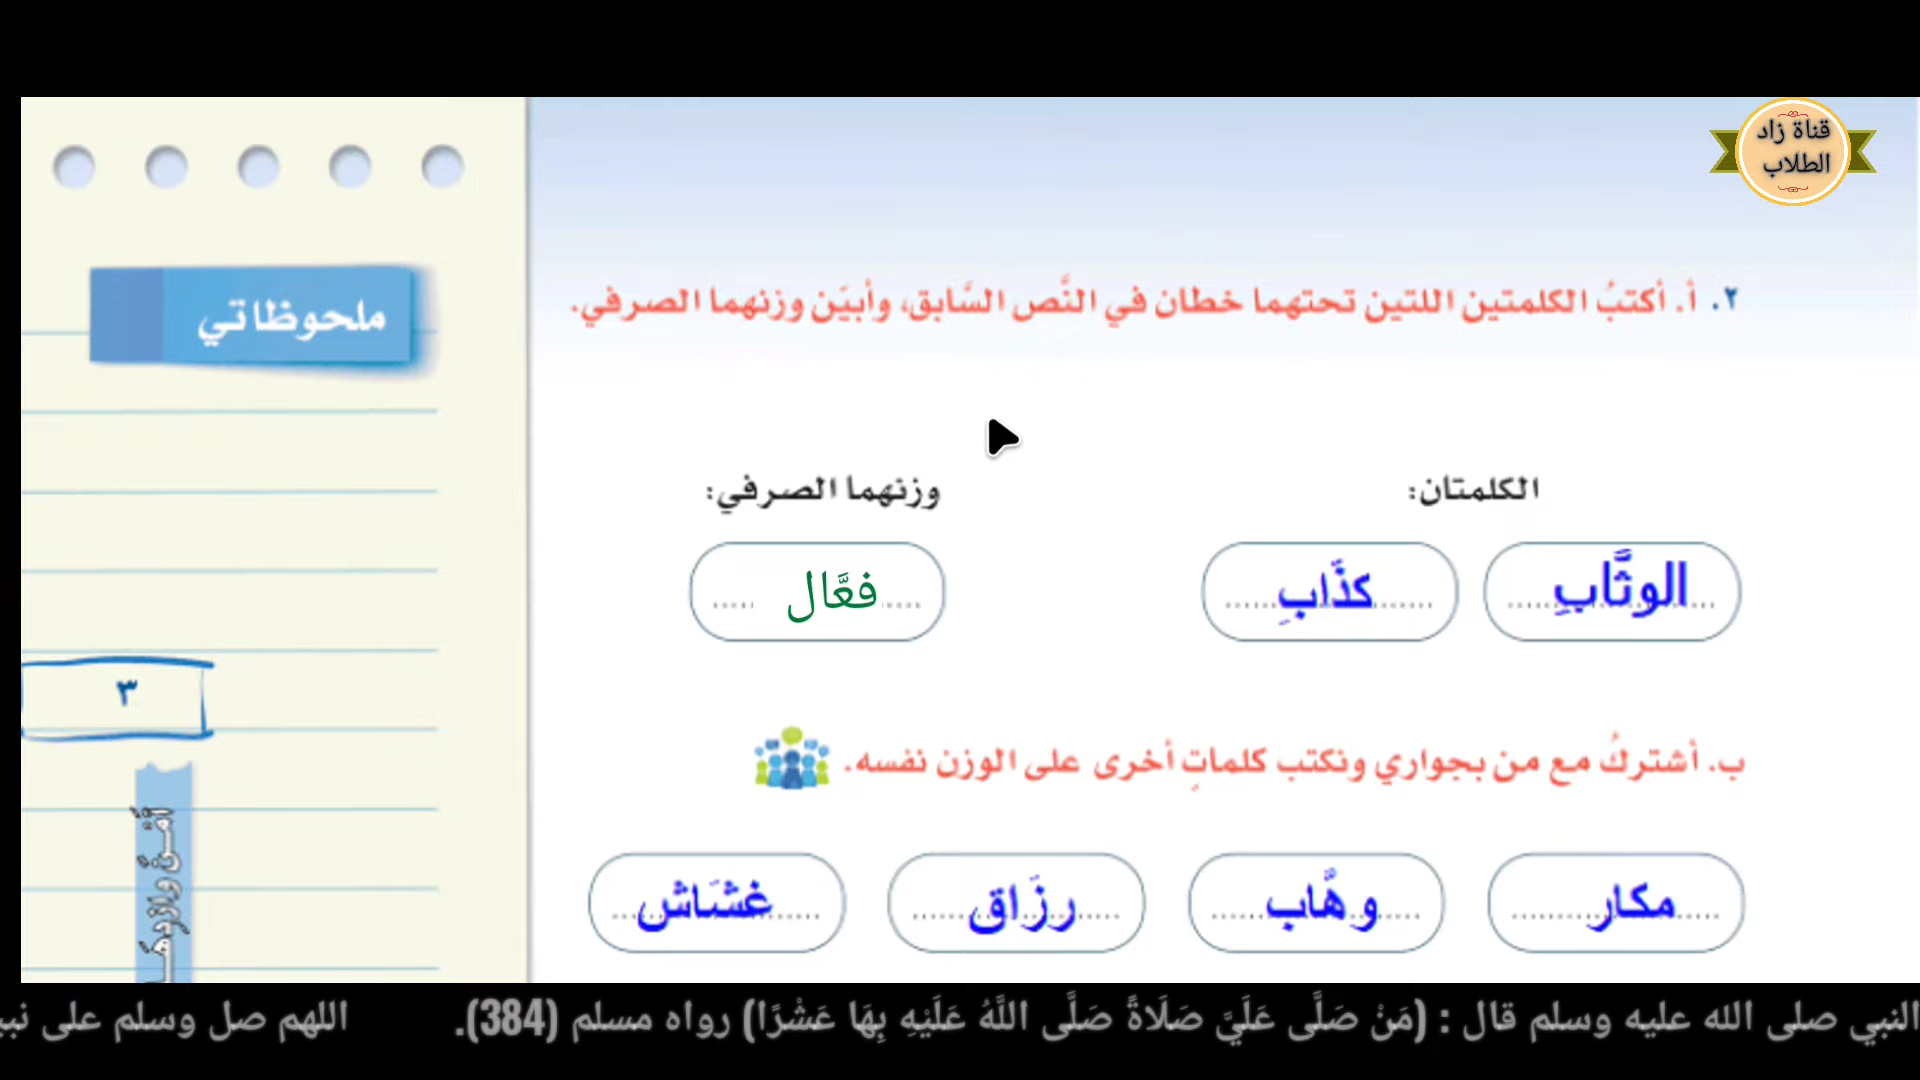 قناة زاد
الطلاب
ملحوظاتي
٢. أ. أكتبُ الكلمتين اللتين تحتهما خطان في النَّص السَّابق، وأبيَن وزنهما الصرفي.
الكلمتان: وزنهما الصرفي:
الوثَّابِ كذَّابِ فعَّال
٣
ب. أشتركُ مع من بجواري ونكتب كلماتٍ أخرى على الوزن نفسه.
مكار وهَّاب رزَاق غشَاش
النبي صلى الله عليه وسلم قال : (مَنْ صَلَّى عَلَيَّ صَلَاةً صَلَّى اللَّهُ عَلَيْهِ بِهَا عَشْرًا) رواه مسلم (384). اللهم صل وسلم على نبي